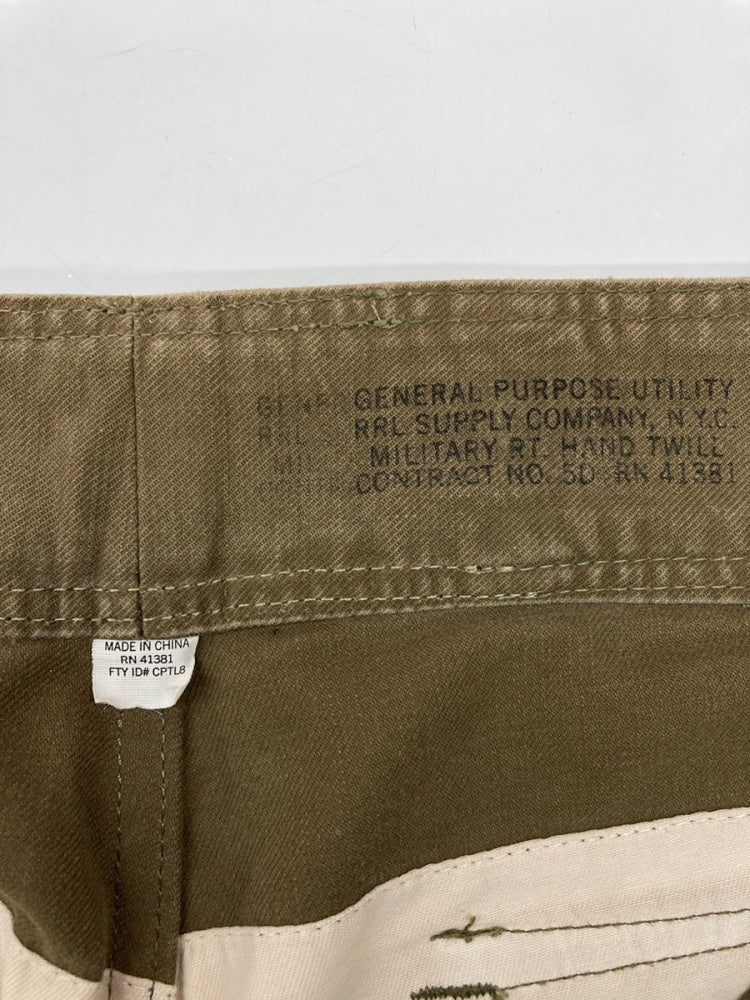 GENERAL PURPOSE UTILITY
RRL SUPPLY COMPANY, N.Y.C.
MILITARY RT. HAND TWILL
CONTRACT NO. 5D RN 41381
MADE IN CHINA
RN 41381
FTY ID# CPTL8